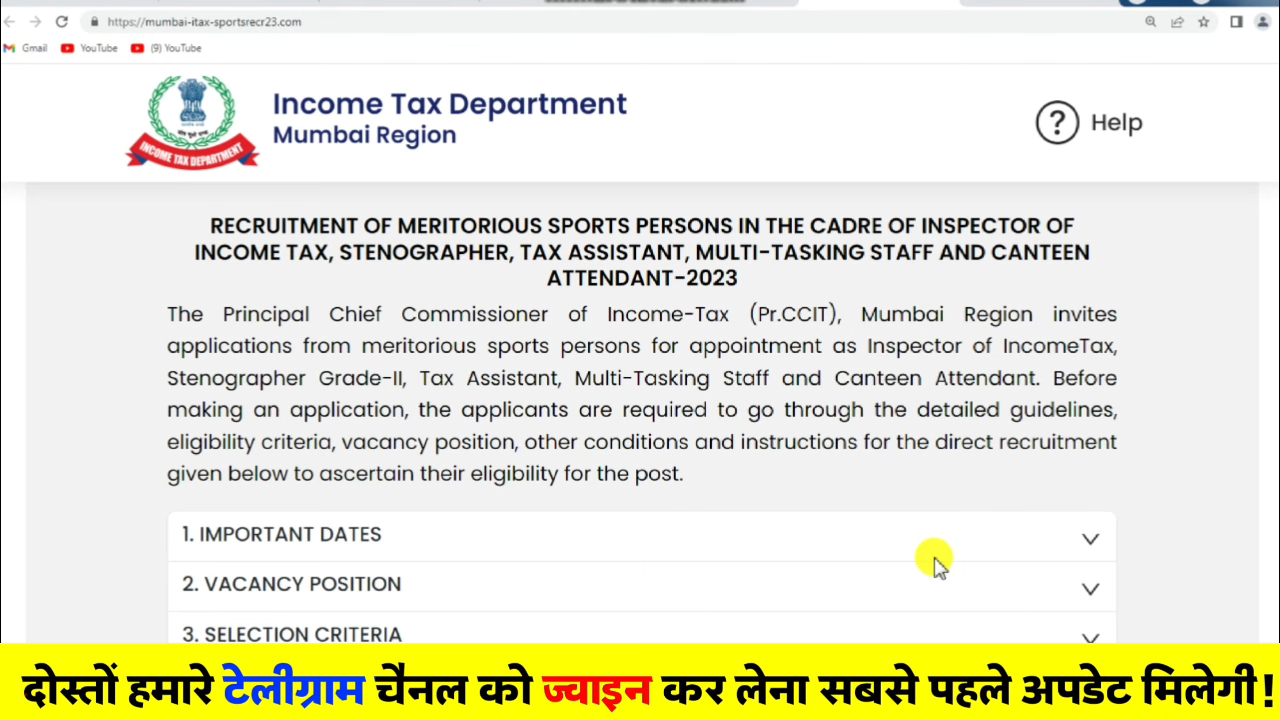 https://mumbai-itax-sportsrecr23.com
Gmail YouTube (9) YouTube
INCOME TAX DEPARTMENT
Income Tax Department
Mumbai Region
? Help
RECRUITMENT OF MERITORIOUS SPORTS PERSONS IN THE CADRE OF INSPECTOR OF
INCOME TAX, STENOGRAPHER, TAX ASSISTANT, MULTI-TASKING STAFF AND CANTEEN
ATTENDANT-2023
The Principal Chief Commissioner of Income-Tax (Pr.CCIT), Mumbai Region invites
applications from meritorious sports persons for appointment as Inspector of IncomeTax,
Stenographer Grade-II, Tax Assistant, Multi-Tasking Staff and Canteen Attendant. Before
making an application, the applicants are required to go through the detailed guidelines,
eligibility criteria, vacancy position, other conditions and instructions for the direct recruitment
given below to ascertain their eligibility for the post.
1. IMPORTANT DATES
2. VACANCY POSITION
3. SELECTION CRITERIA
दोस्तों हमारे टेलीग्राम चैनल को ज्वाइन कर लेना सबसे पहले अपडेट मिलेगी!